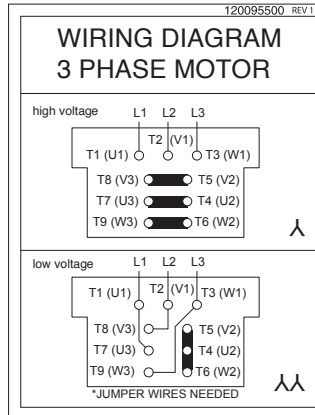 120095500 REV 1
WIRING DIAGRAM
3 PHASE MOTOR
high voltage L1 L2 L3
T2 (V1)
T1 (U1) T3 (W1)
T8 (V3) T5 (V2)
T7 (U3) T4 (U2)
T9 (W3) T6 (W2)
low voltage L1 L2 L3
T1 (U1) T2 (V1) T3 (W1)
T8 (V3) T5 (V2)
T7 (U3) T4 (U2)
T9 (W3) T6 (W2)
*JUMPER WIRES NEEDED